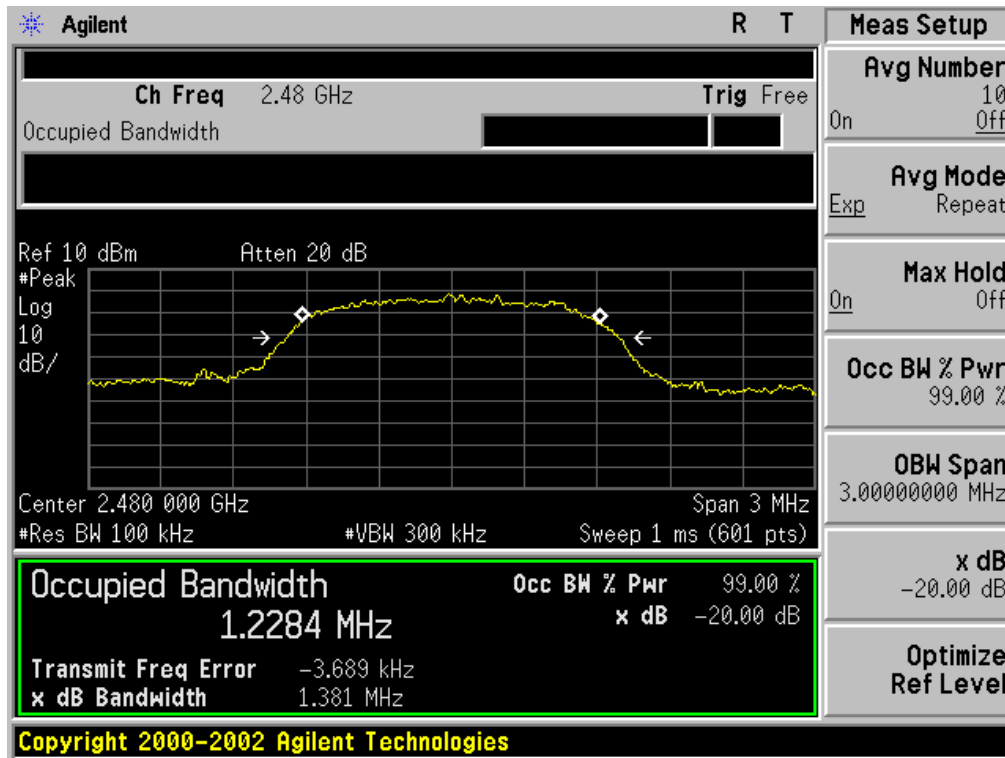 Agilent R T
Ch Freq 2.48 GHz Trig Free
Occupied Bandwidth
Ref 10 dBm Atten 20 dB
#Peak
Log
10
dB/
Center 2.480 000 GHz Span 3 MHz
#Res BW 100 kHz #VBW 300 kHz Sweep 1 ms (601 pts)
Occupied Bandwidth Occ BW % Pwr 99.00 %
1.2284 MHz x dB -20.00 dB
Transmit Freq Error -3.689 kHz
x dB Bandwidth 1.381 MHz
Copyright 2000-2002 Agilent Technologies
Meas Setup
Avg Number
10
On Off
Avg Mode
Exp Repeat
Max Hold
On Off
Occ BW % Pwr
99.00 %
OBW Span
3.00000000 MHz
x dB
-20.00 dB
Optimize
Ref Level